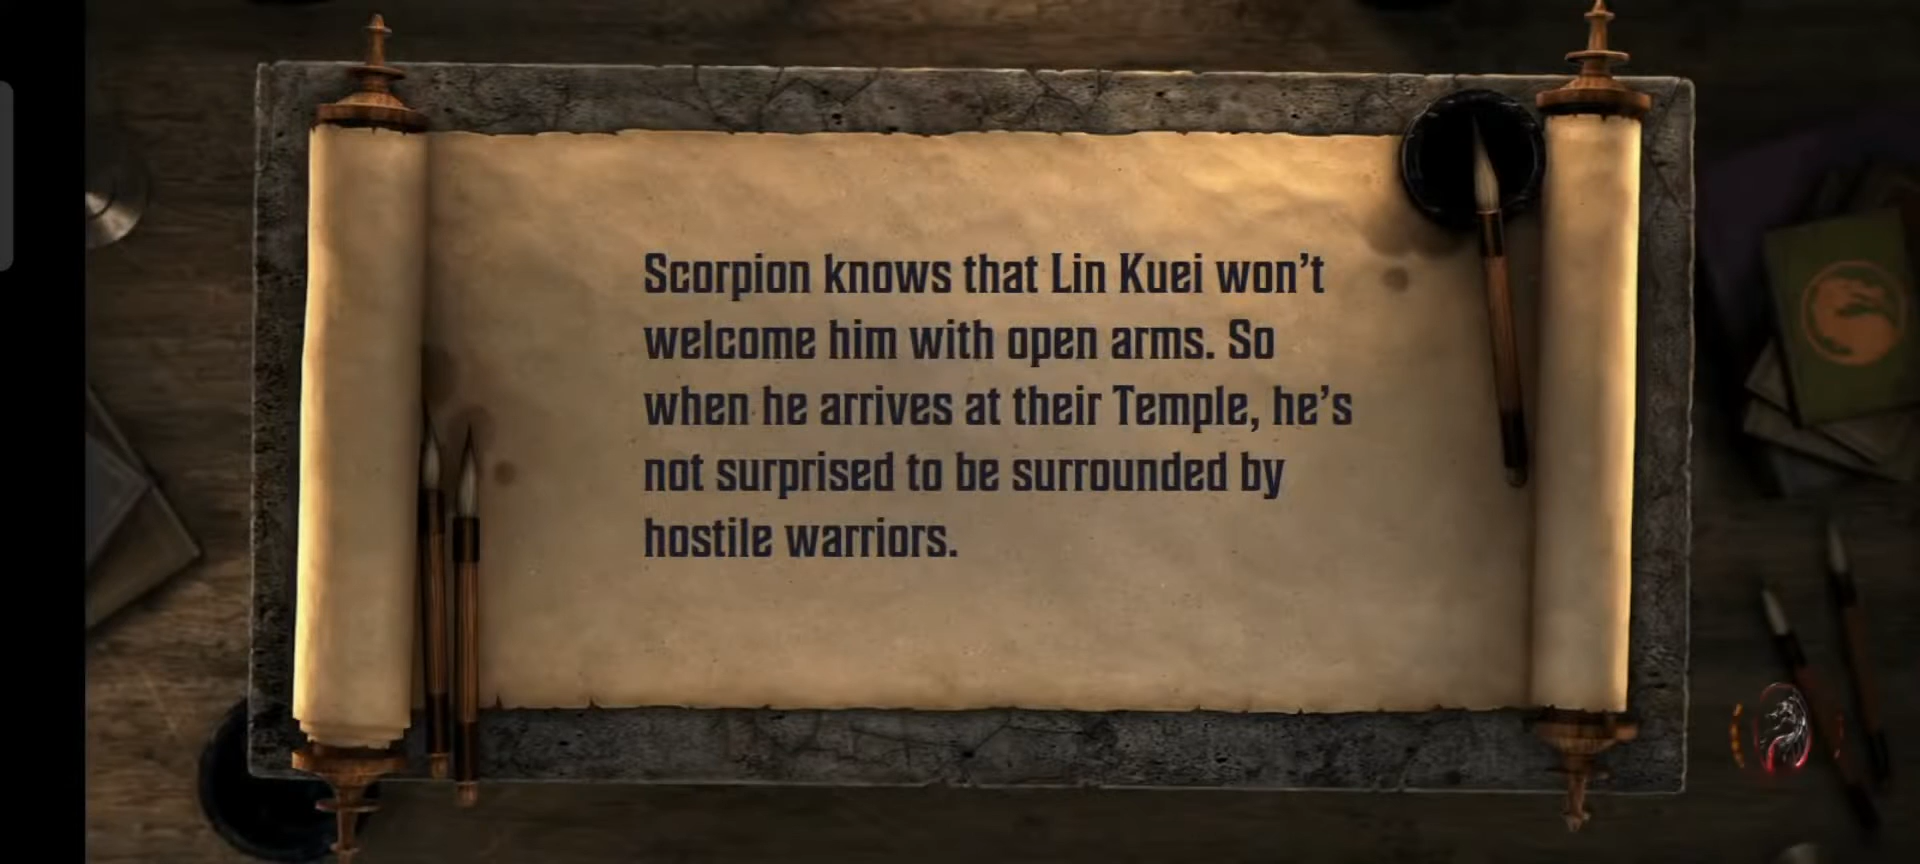 Scorpion knows that Lin Kuei won't
welcome him with open arms. So
when he arrives at their Temple, he's
not surprised to be surrounded by
hostile warriors.